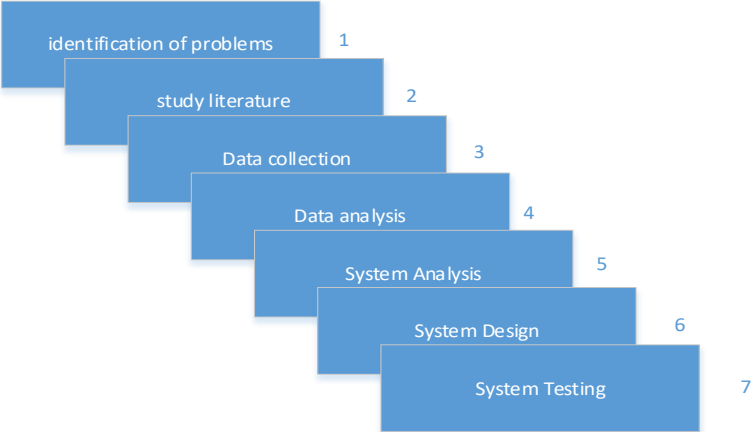 identification of problems 1
study literature 2
Data collection 3
Data analysis 4
System Analysis 5
System Design 6
System Testing 7